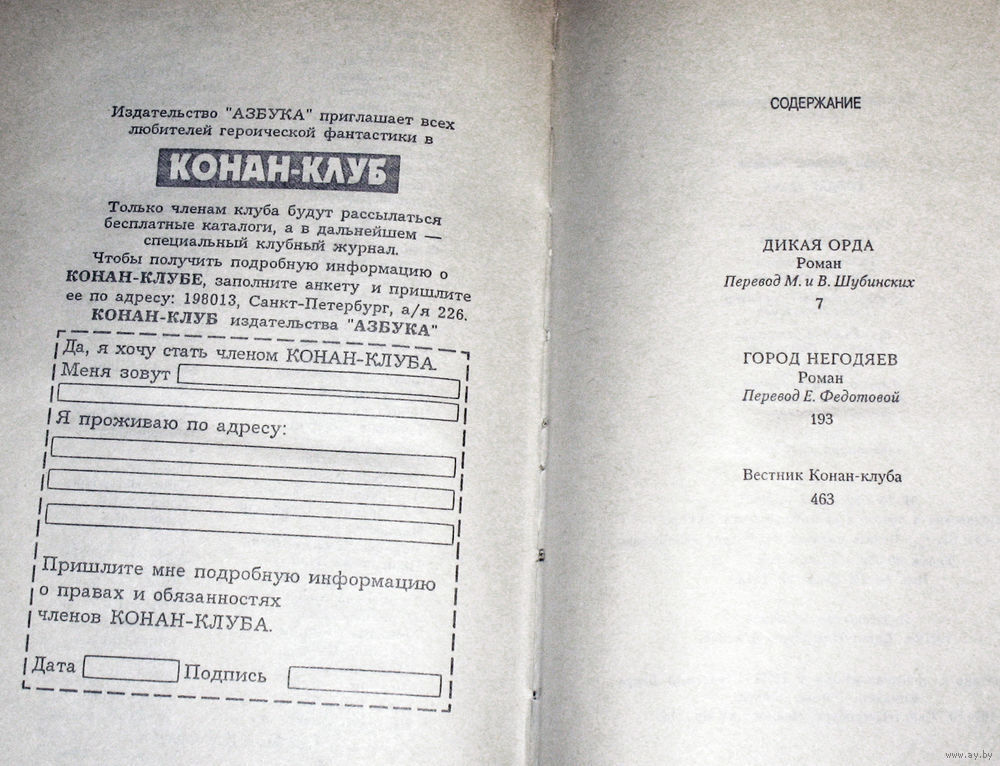 Издательство "АЗБУКА" приглашает всех
любителей героической фантастики в
КОНАН-КЛУБ
Только членам клуба будут рассылаться
бесплатные каталоги, а в дальнейшем —
специальный клубный журнал.
Чтобы получить подробную информацию о
КОНАН-КЛУБЕ, заполните анкету и пришлите
ее по адресу: 198013, Санкт-Петербург, а/я 226.
КОНАН-КЛУБ издательства "АЗБУКА"
Да, я хочу стать членом КОНАН-КЛУБА.
Меня зовут
Я проживаю по адресу:
Пришлите мне подробную информацию
о правах и обязанностях
членов КОНАН-КЛУБА.
Дата Подпись
СОДЕРЖАНИЕ
ДИКАЯ ОРДА
Роман
Перевод М. и В. Шубинских
7
ГОРОД НЕГОДЯЕВ
Роман
Перевод Е. Федотовой
193
Вестник Конан-клуба
463
www.ay.by